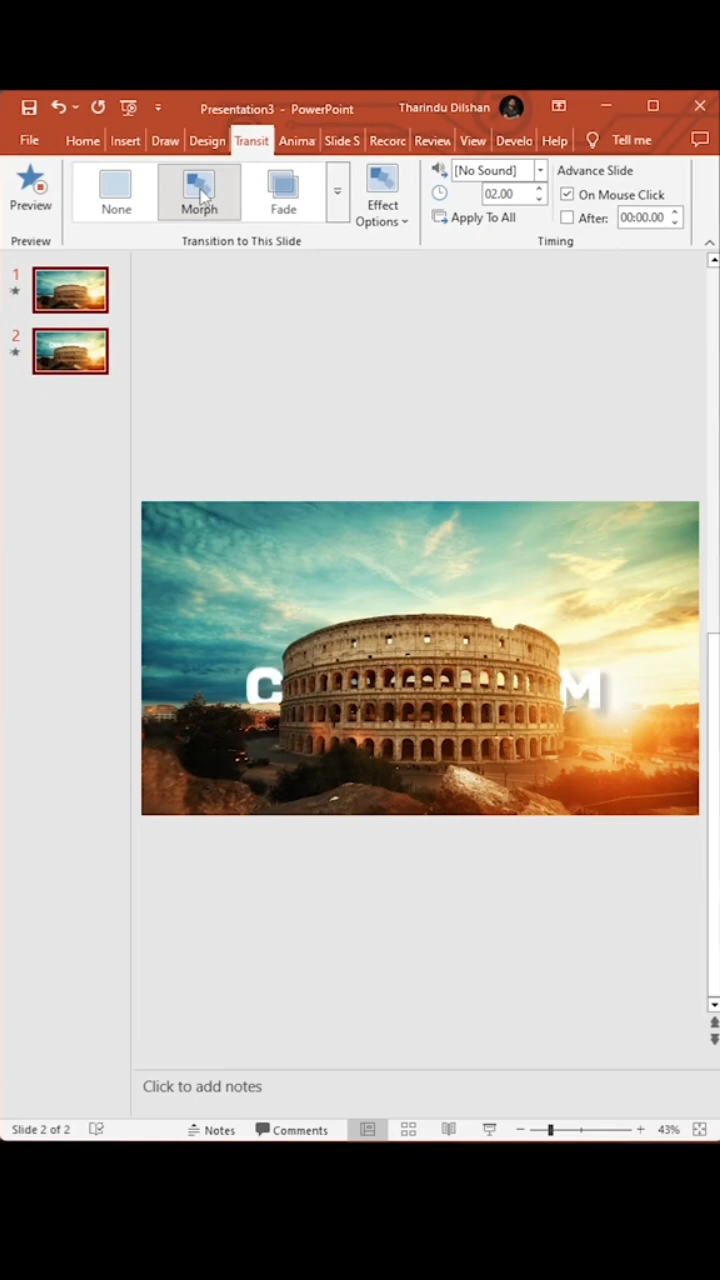 Presentation3 - PowerPoint
Tharindu Dilshan
File Home Insert Draw Design Transit Anima Slide S Recorc Review View Develo Help Tell me
Preview
None
Morph
Fade
Effect
Options
[No Sound]
02.00
Apply To All
Advance Slide
On Mouse Click
After: 00:00.00
Preview
Transition to This Slide
Timing
1
2
C M
Click to add notes
Slide 2 of 2
Notes
Comments
43%